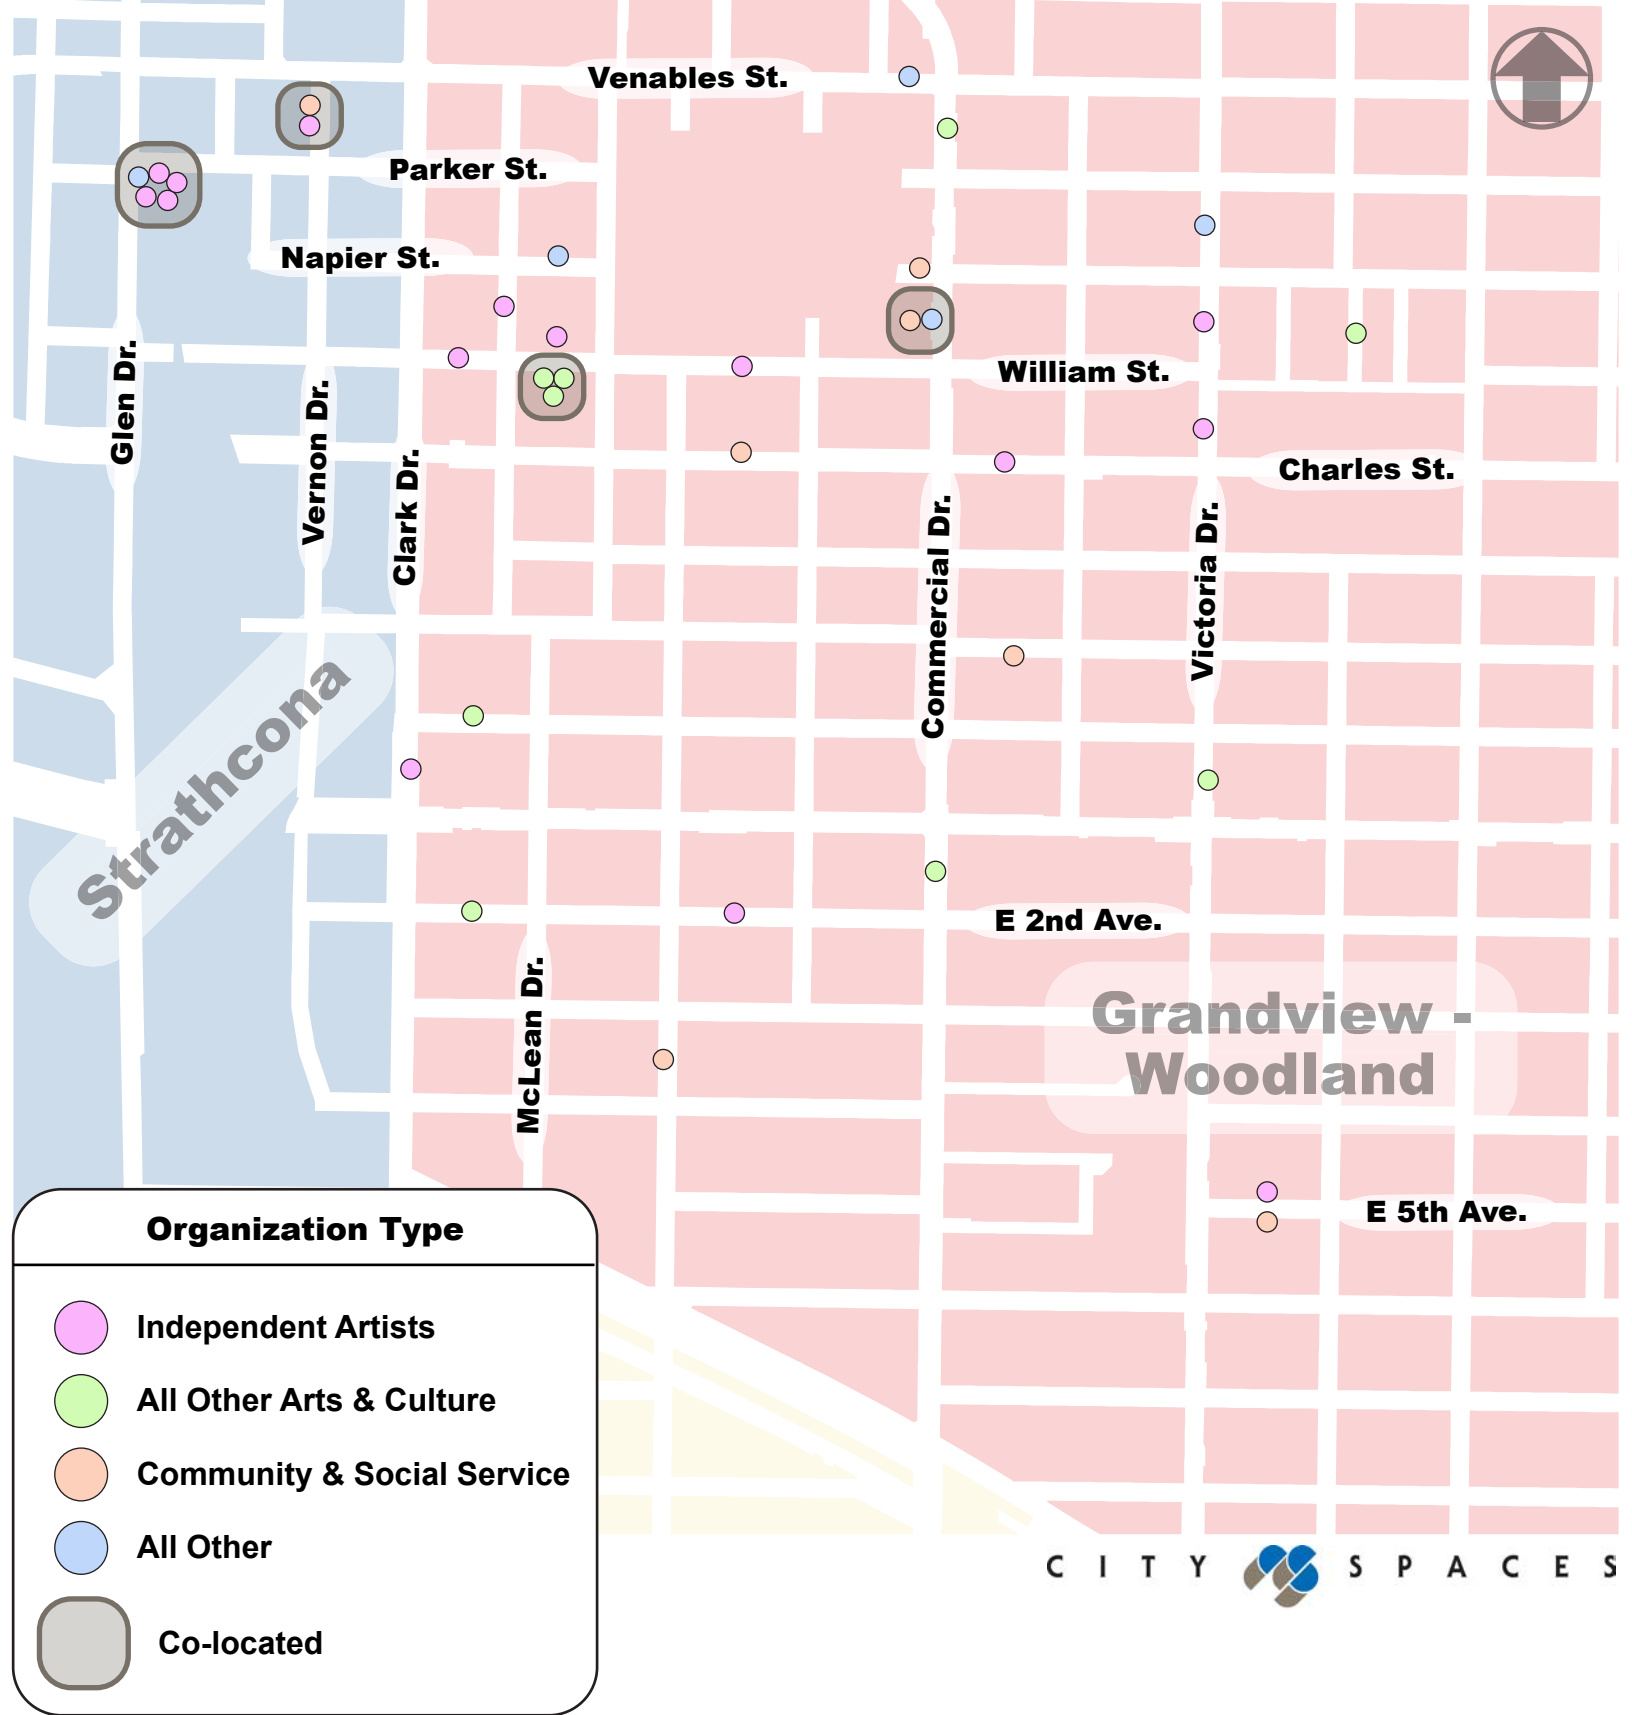 Venables St.
Parker St.
Napier St.
William St.
Glen Dr.
Vernon Dr.
Clark Dr.
Charles St.
Commercial Dr.
Victoria Dr.
Strathcona
E 2nd Ave.
McLean Dr.
Grandview -
Woodland
E 5th Ave.
Organization Type
Independent Artists
All Other Arts & Culture
Community & Social Service
All Other
Co-located
CITY SPACES